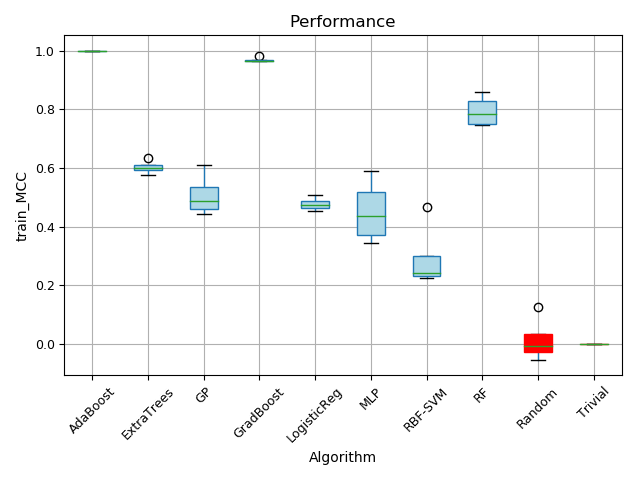 Performance
1.0
0.8
0.6
0.4
0.2
0.0
train_MCC
AdaBoost
ExtraTrees
GP
GradBoost
LogisticReg
MLP
RBF-SVM
RF
Random
Trivial
Algorithm